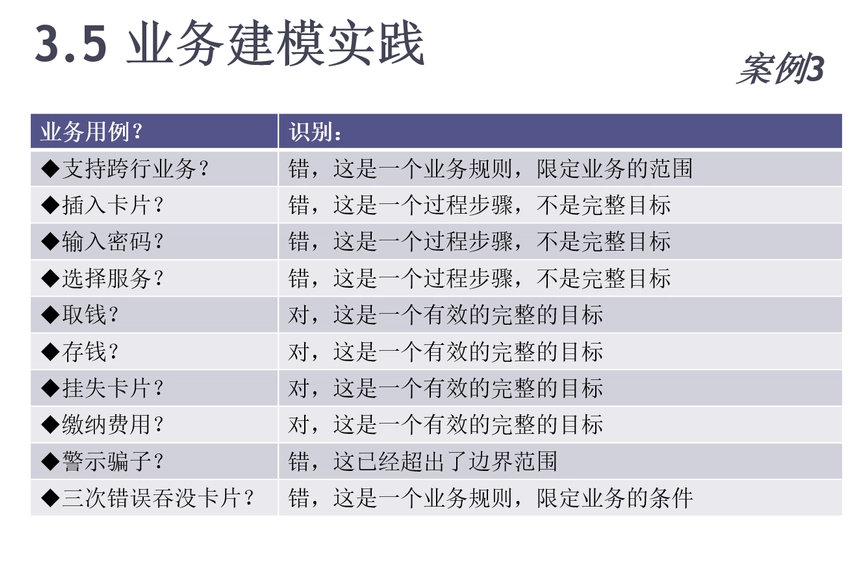 3.5 业务建模实践
案例3
业务用例? 识别:
◆支持跨行业务? 错，这是一个业务规则，限定业务的范围
◆插入卡片? 错，这是一个过程步骤，不是完整目标
◆输入密码? 错，这是一个过程步骤，不是完整目标
◆选择服务? 错，这是一个过程步骤，不是完整目标
◆取钱? 对，这是一个有效的完整的目标
◆存钱? 对，这是一个有效的完整的目标
◆挂失卡片? 对，这是一个有效的完整的目标
◆缴纳费用? 对，这是一个有效的完整的目标
◆警示骗子? 错，这已经超出了边界范围
◆三次错误吞没卡片? 错，这是一个业务规则，限定业务的条件